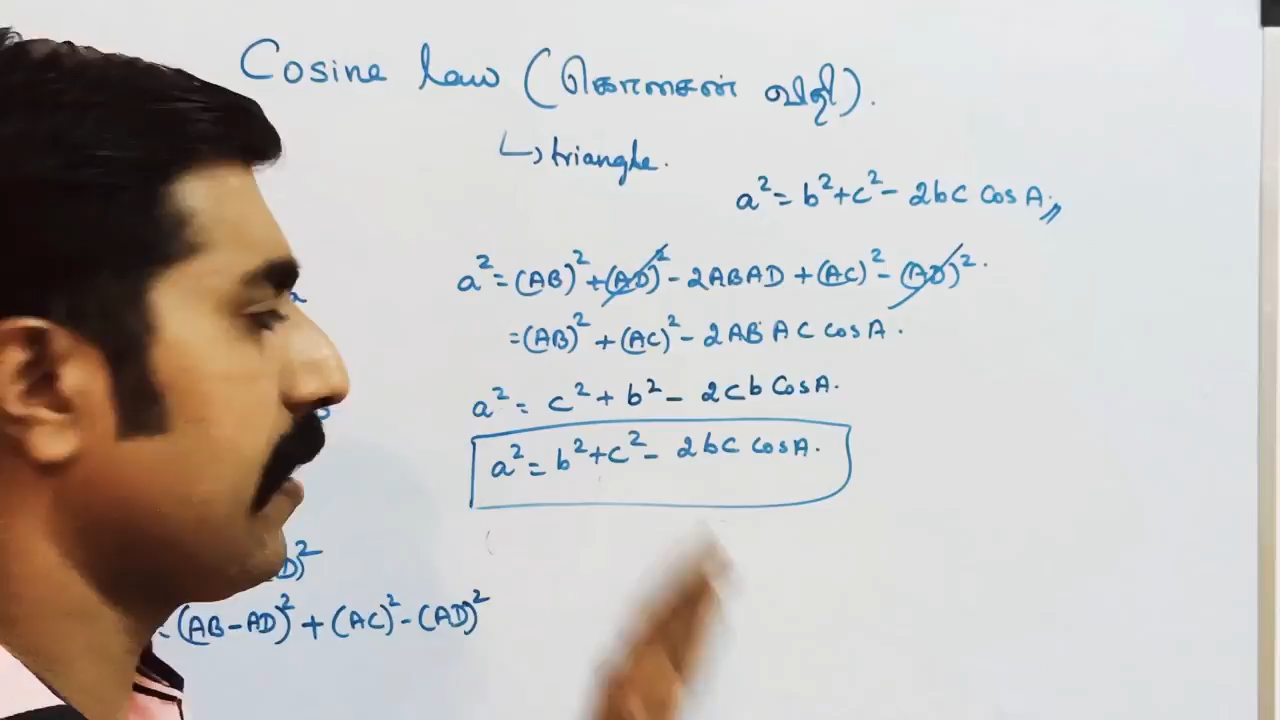 Cosine law (கொசைன் விதி).
↳ triangle.
a² = b² + c² - 2bc cos A //
a² = (AB)² + (AD)² - 2ABAD + (AC)² - (AD)².
= (AB)² + (AC)² - 2AB AC cos A.
a² = c² + b² - 2cb Cos A.
a² = b² + c² - 2bc cos A.
D)²
= (AB - AD)² + (AC)² - (AD)²